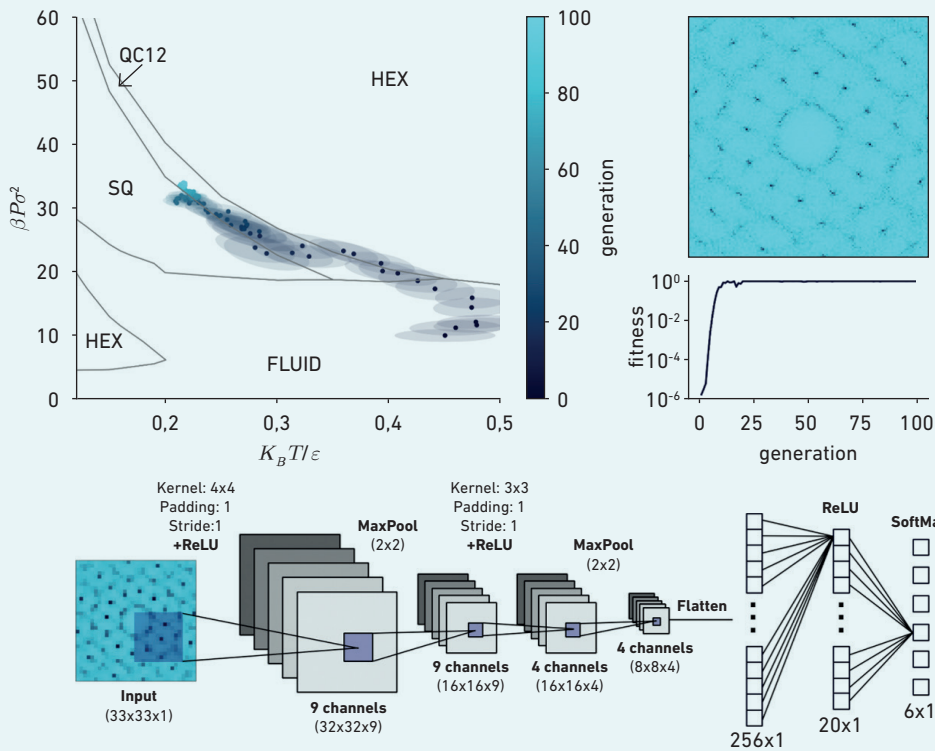 60
50
40
30
20
10
0
βPσ²
QC12
HEX
SQ
HEX
FLUID
0,2
0,3
0,4
0,5
K_B T/ε
100
80
60
40
20
0
generation
10⁰
10⁻²
10⁻⁴
10⁻⁶
fitness
0
25
50
75
100
generation
Kernel: 4x4
Padding: 1
Stride:1
+ReLU
MaxPool
(2x2)
Kernel: 3x3
Padding: 1
Stride: 1
+ReLU
MaxPool
(2x2)
Flatten
ReLU
SoftMa
Input
(33x33x1)
9 channels
(32x32x9)
9 channels
(16x16x9)
4 channels
(16x16x4)
4 channels
(8x8x4)
256x1
20x1
6x1